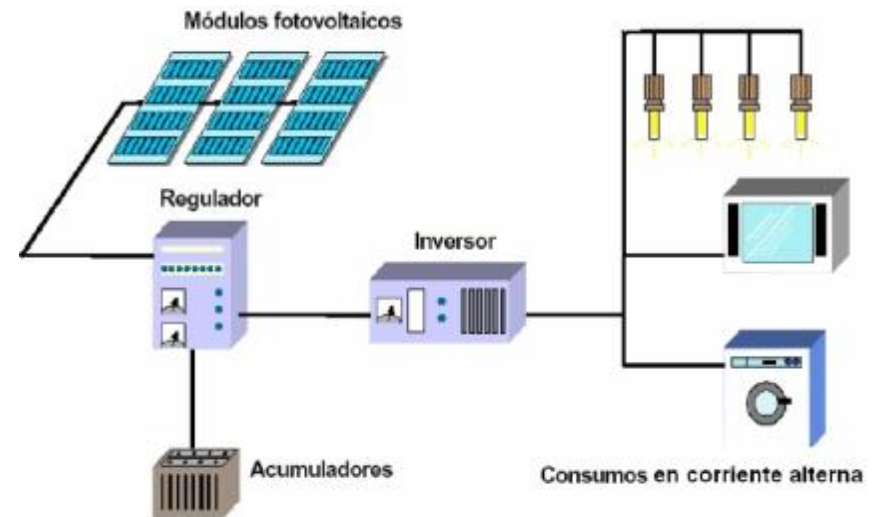 Módulos fotovoltaicos
Regulador
Inversor
Acumuladores
Consumos en corriente alterna